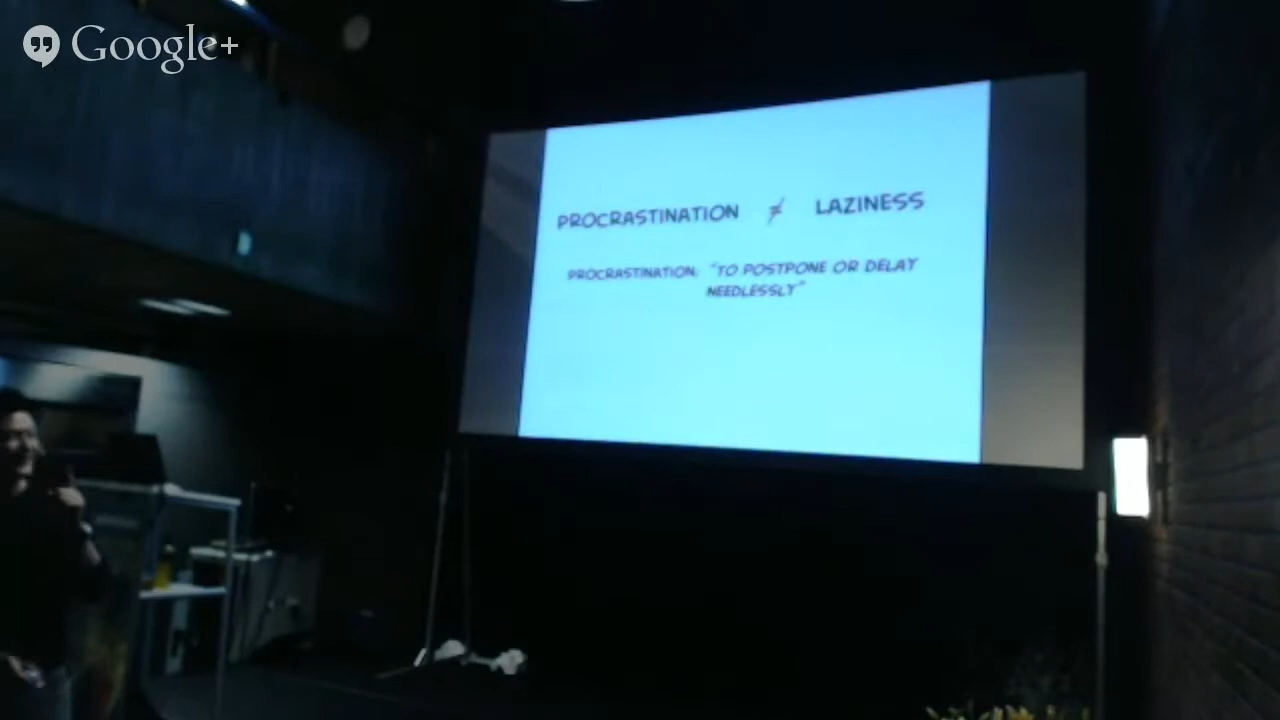 Google+
PROCRASTINATION ≠ LAZINESS
PROCRASTINATION: "TO POSTPONE OR DELAY
NEEDLESSLY"